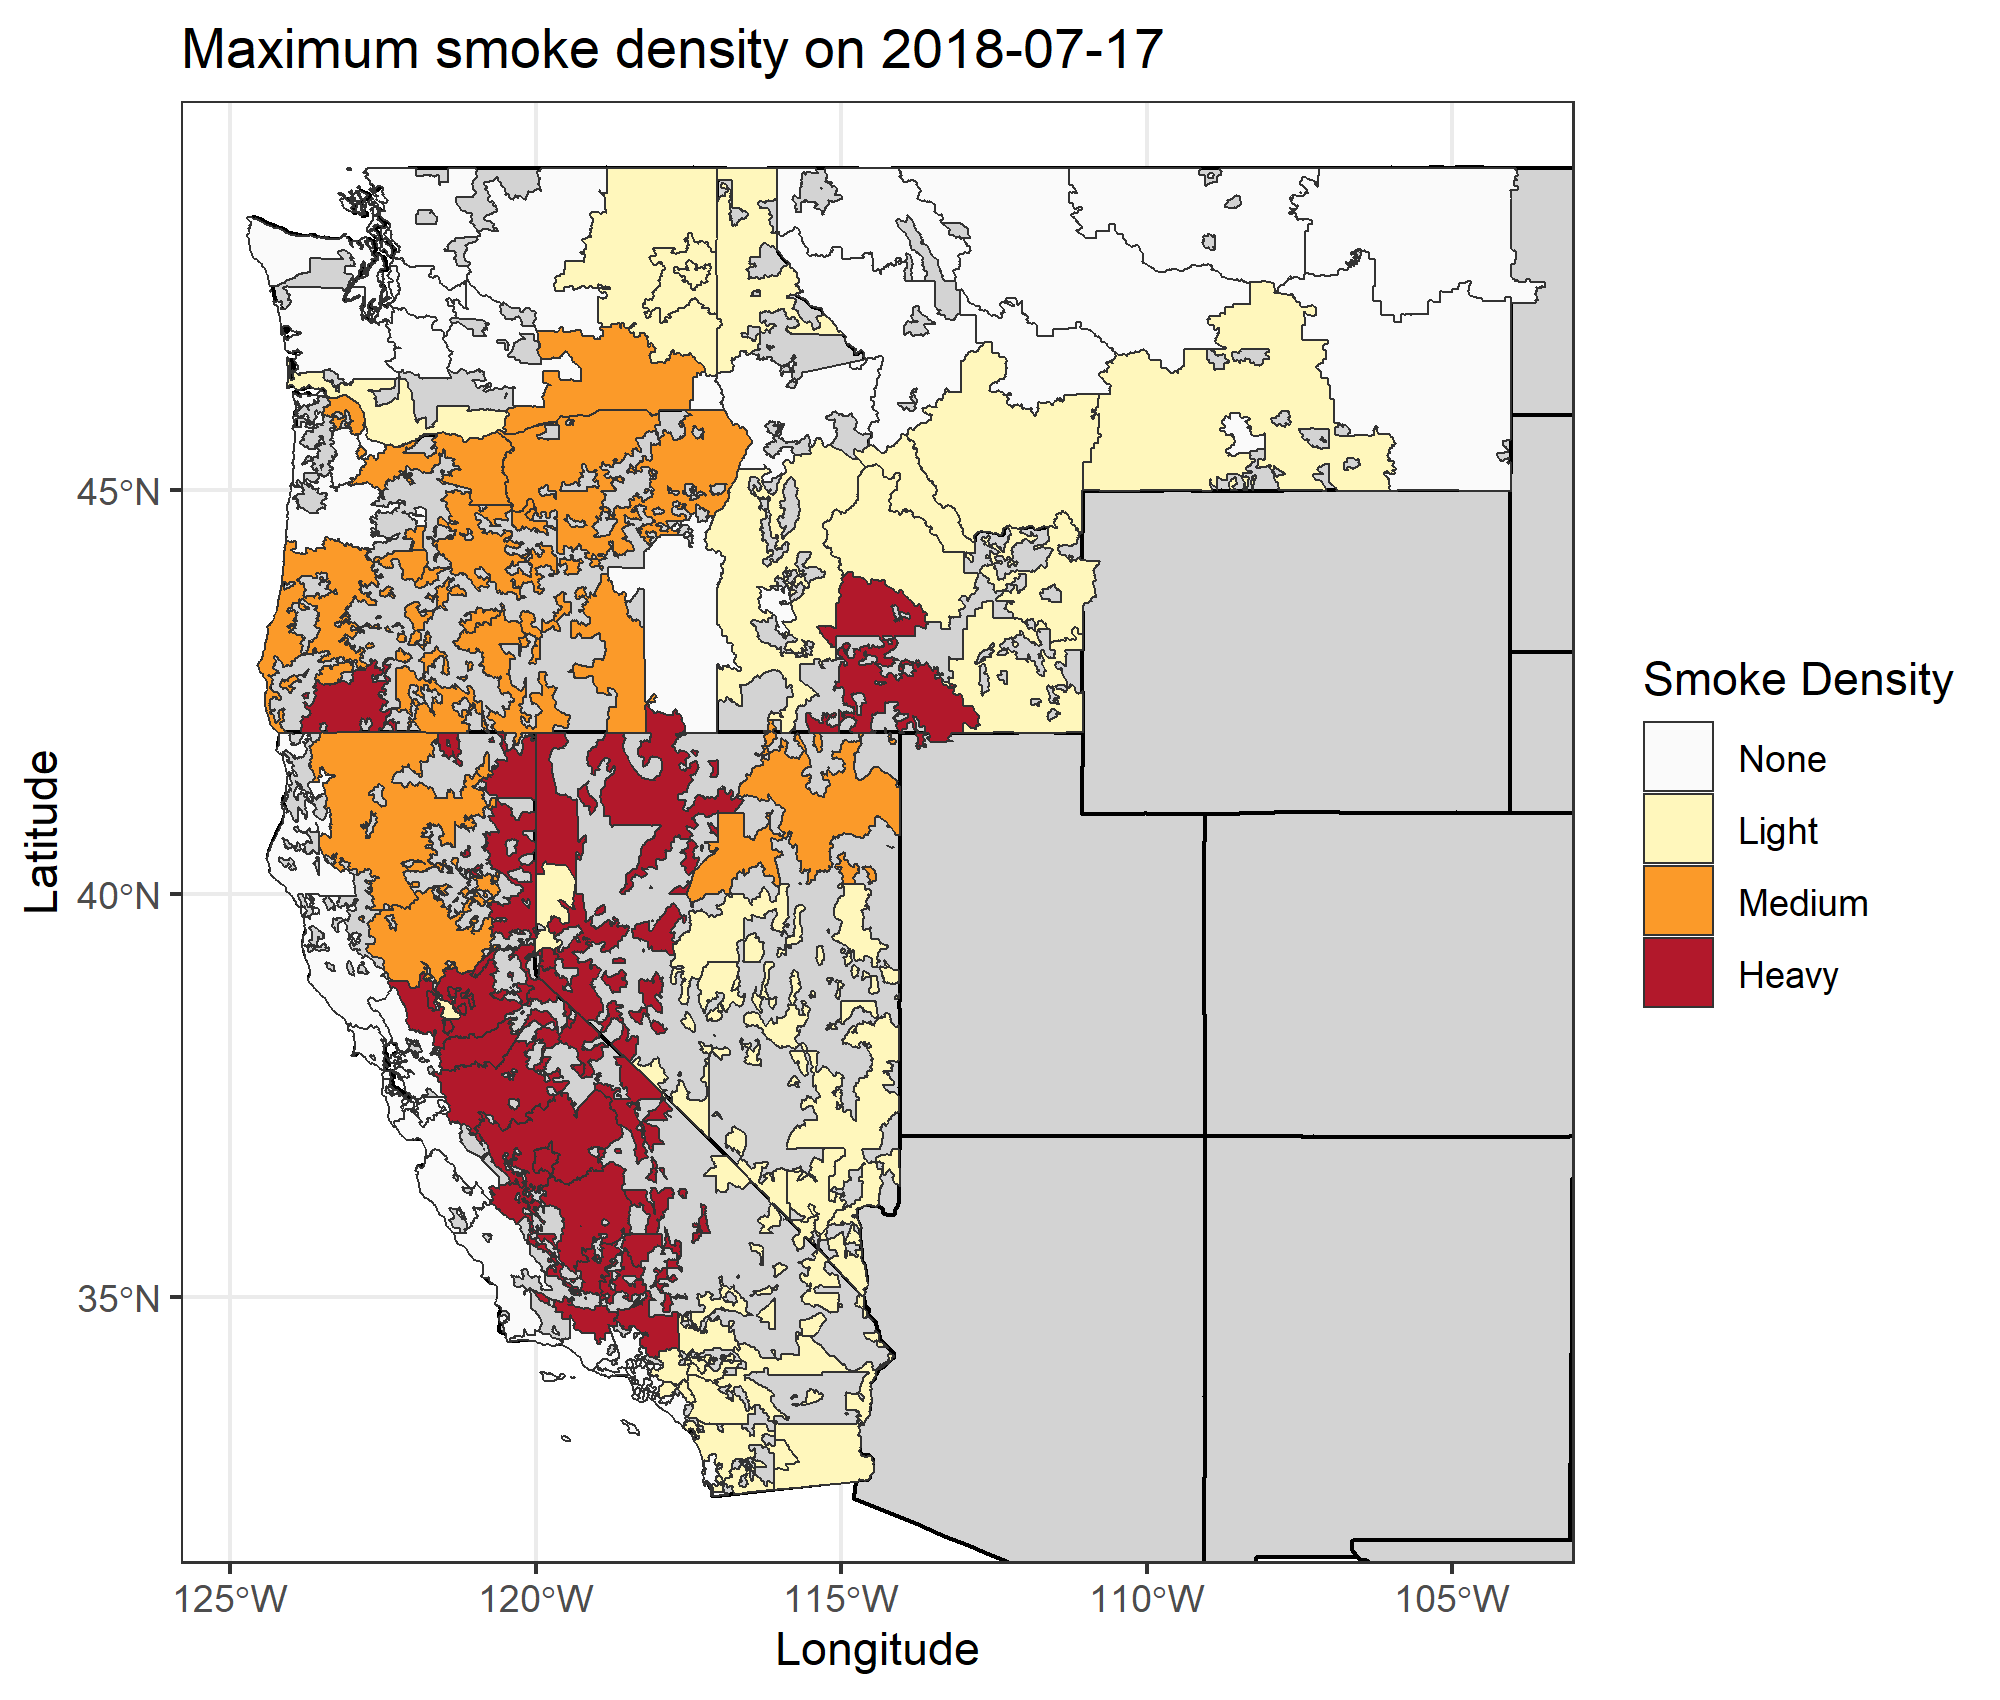 Maximum smoke density on 2018-07-17
Latitude
45°N
40°N
35°N
125°W
120°W
115°W
110°W
105°W
Longitude
Smoke Density
None
Light
Medium
Heavy